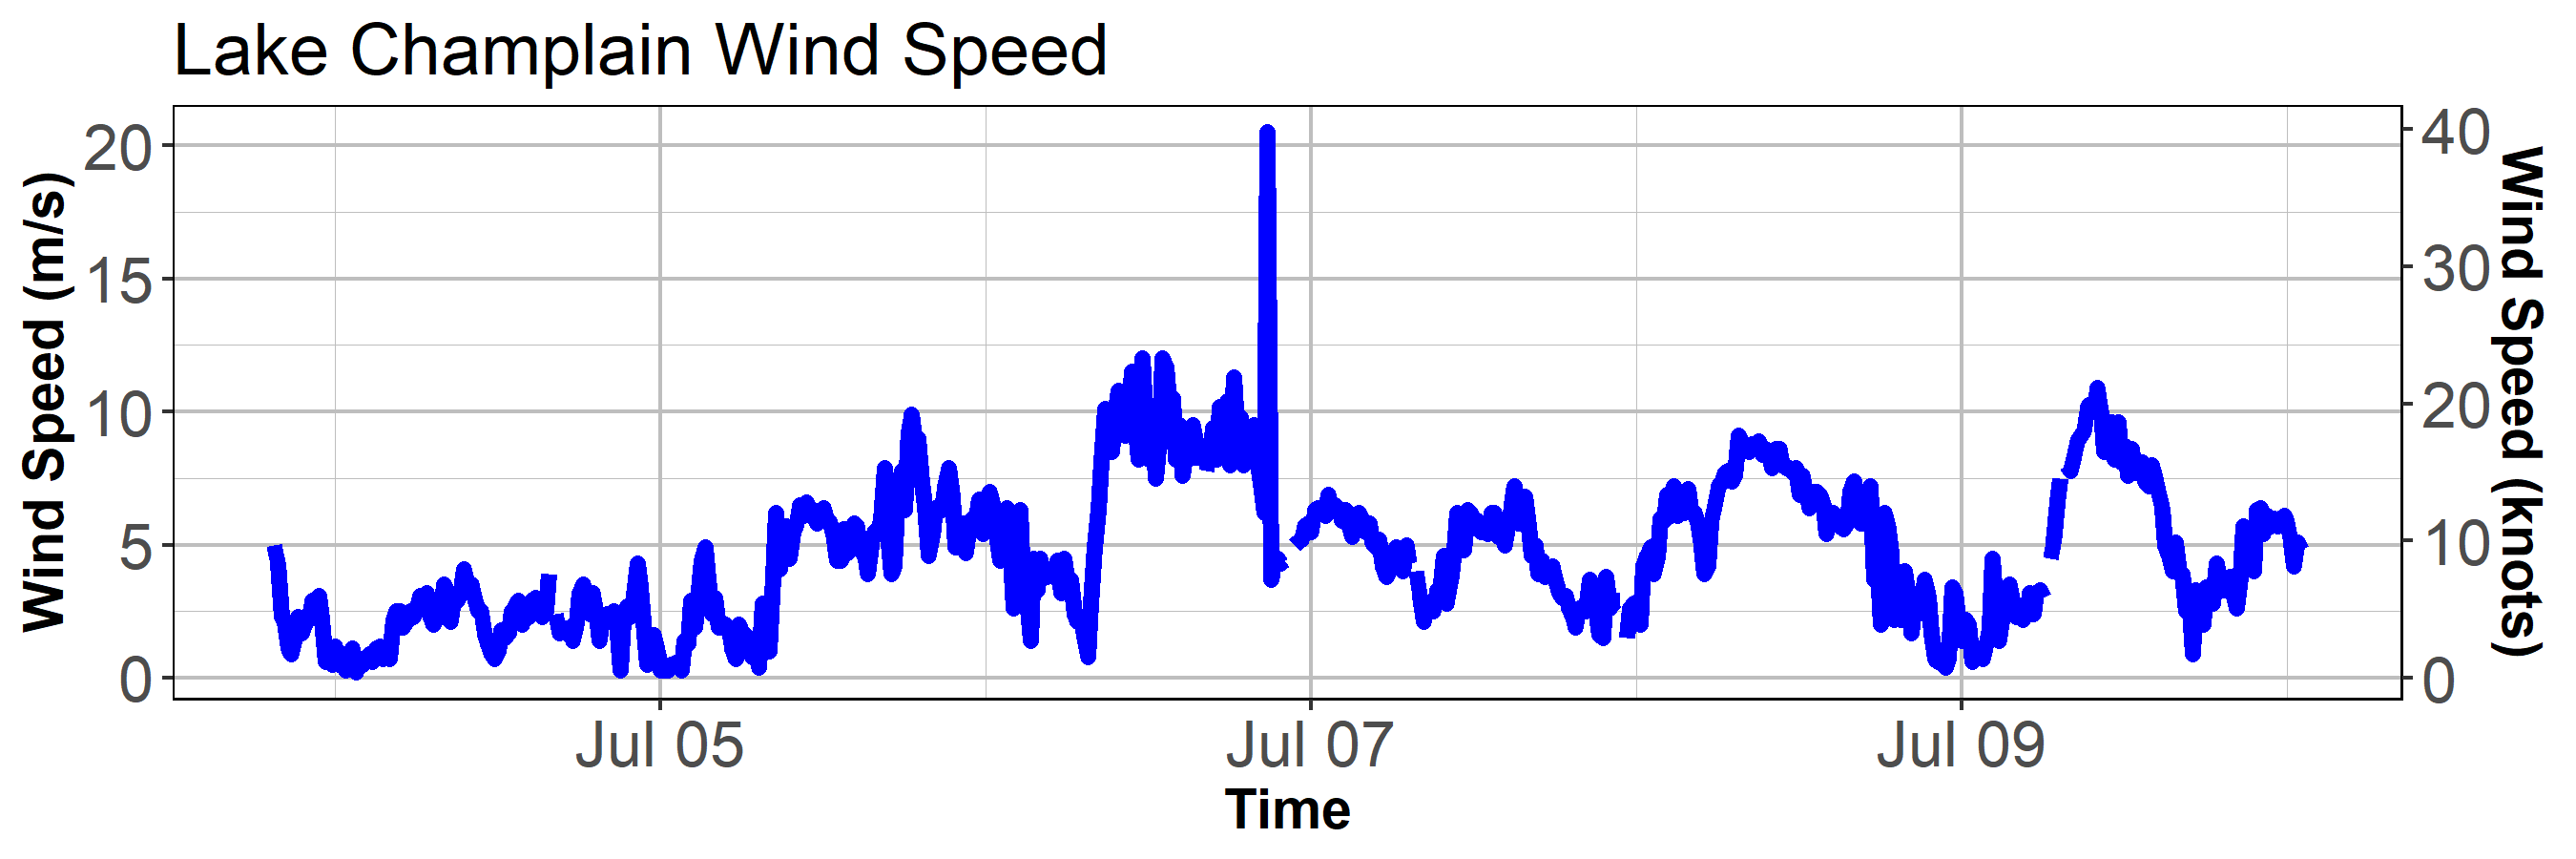 Lake Champlain Wind Speed
Wind Speed (m/s)
20
15
10
5
0
40
30
20
10
0
Wind Speed (knots)
Jul 05
Jul 07
Jul 09
Time